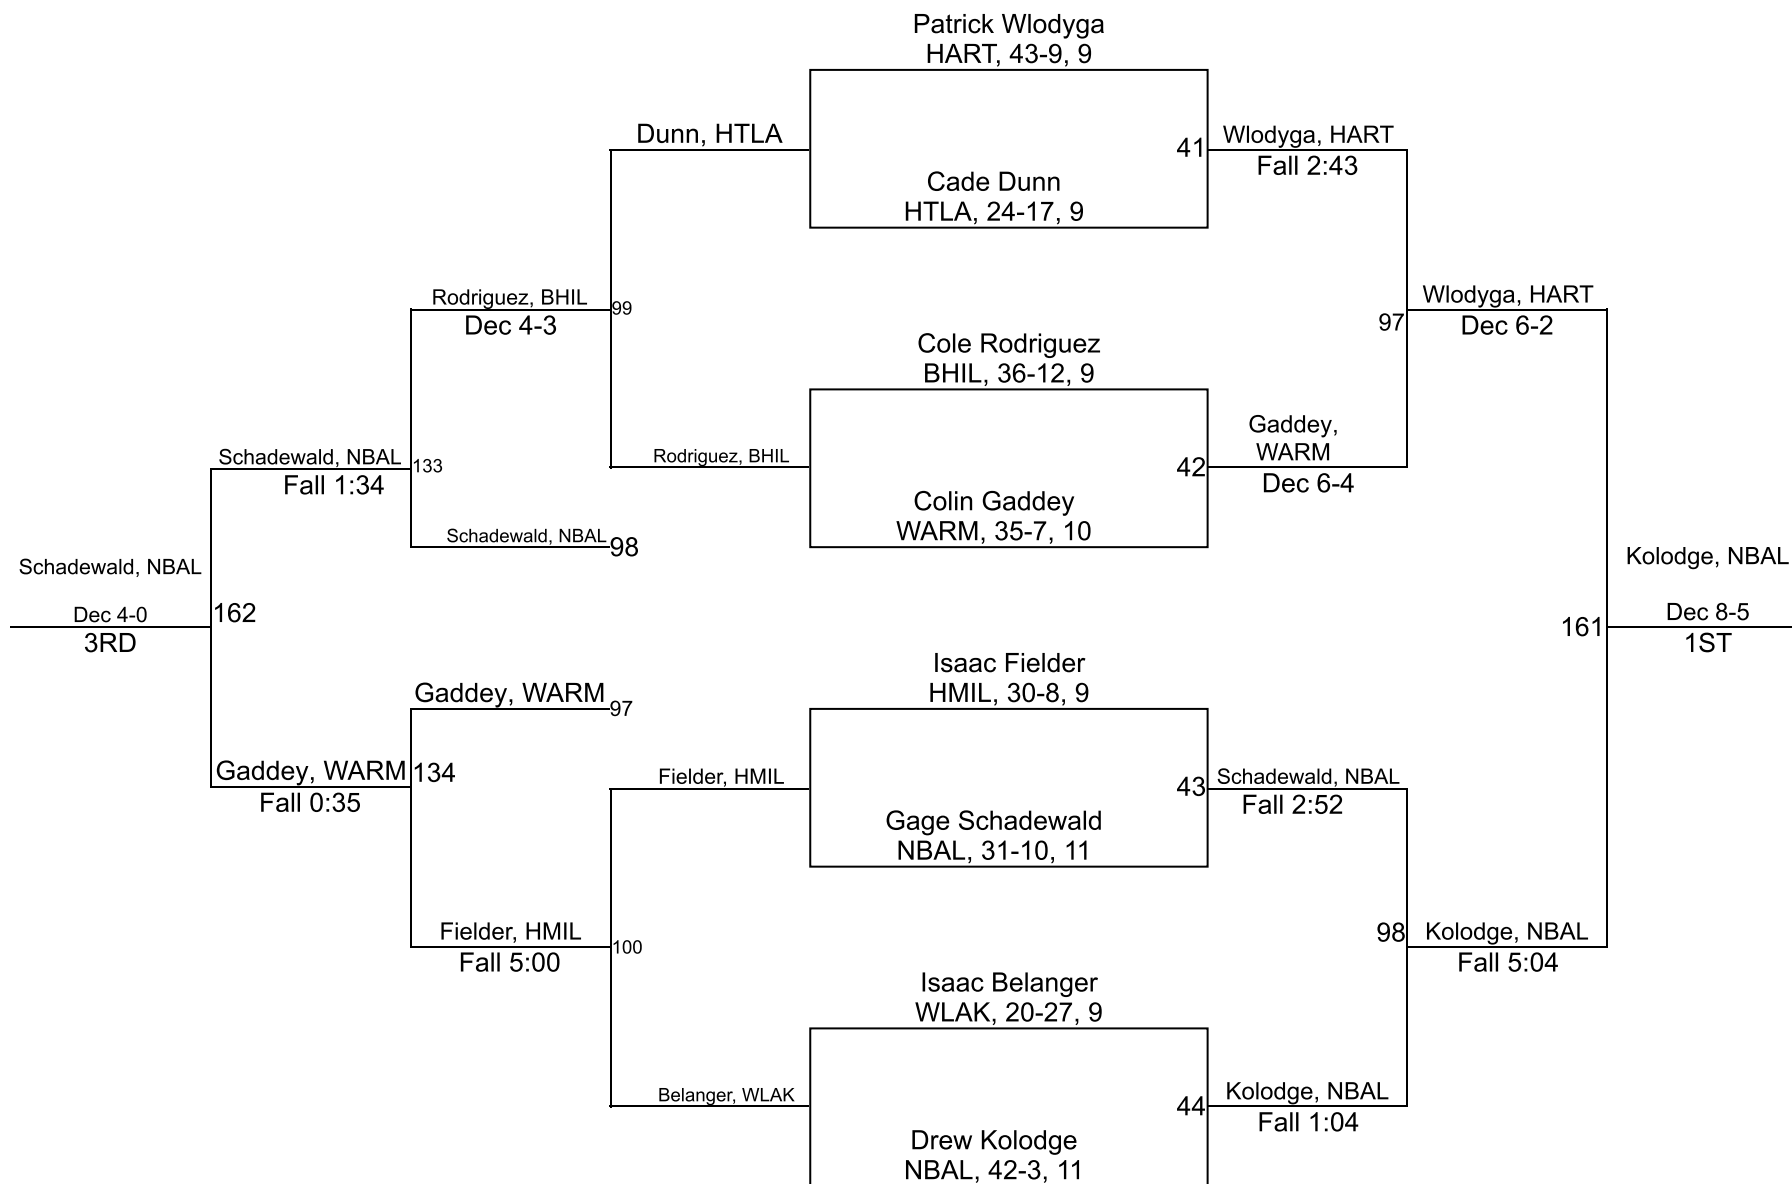 Patrick Wlodyga
HART, 43-9, 9
Dunn, HTLA
41
Wlodyga, HART
Fall 2:43
Cade Dunn
HTLA, 24-17, 9
Rodriguez, BHIL
99
Dec 4-3
97
Wlodyga, HART
Dec 6-2
Cole Rodriguez
BHIL, 36-12, 9
Gaddey,
WARM
Schadewald, NBAL
133
Fall 1:34
Rodriguez, BHIL
42
Dec 6-4
Colin Gaddey
WARM, 35-7, 10
Schadewald, NBAL
98
Schadewald, NBAL
Dec 4-0
162
3RD
Kolodge, NBAL
161
Dec 8-5
1ST
Isaac Fielder
HMIL, 30-8, 9
Gaddey, WARM
97
Gaddey, WARM
134
Fall 0:35
Fielder, HMIL
43
Schadewald, NBAL
Fall 2:52
Gage Schadewald
NBAL, 31-10, 11
Fielder, HMIL
100
Fall 5:00
98
Kolodge, NBAL
Fall 5:04
Isaac Belanger
WLAK, 20-27, 9
Belanger, WLAK
44
Kolodge, NBAL
Fall 1:04
Drew Kolodge
NBAL, 42-3, 11